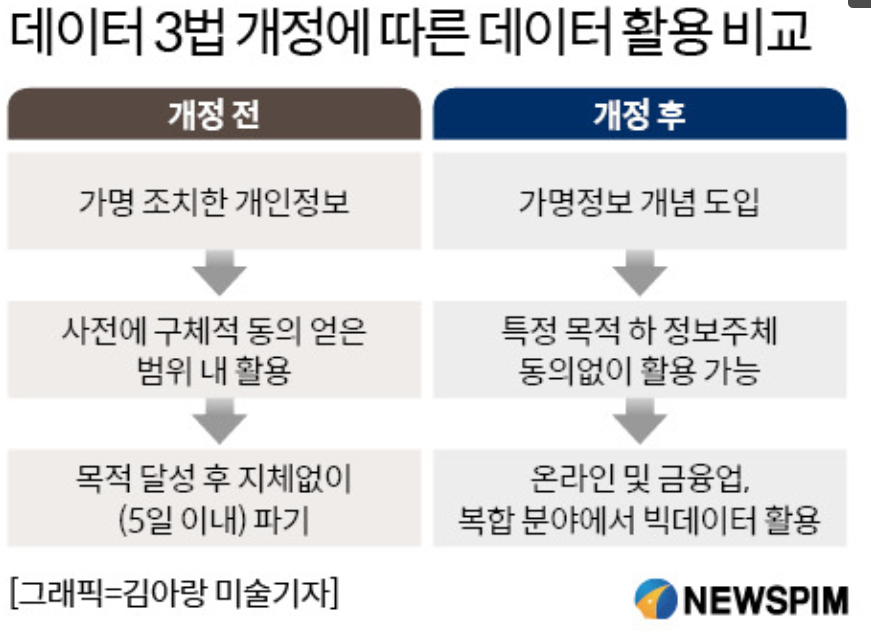 데이터 3법 개정에 따른 데이터 활용 비교
개정 전
가명 조치한 개인정보
사전에 구체적 동의 얻은
범위 내 활용
목적 달성 후 지체없이
(5일 이내) 파기
개정 후
가명정보 개념 도입
특정 목적 하 정보주체
동의없이 활용 가능
온라인 및 금융업,
복합 분야에서 빅데이터 활용
[그래픽=김아랑 미술기자]
NEWSPIM